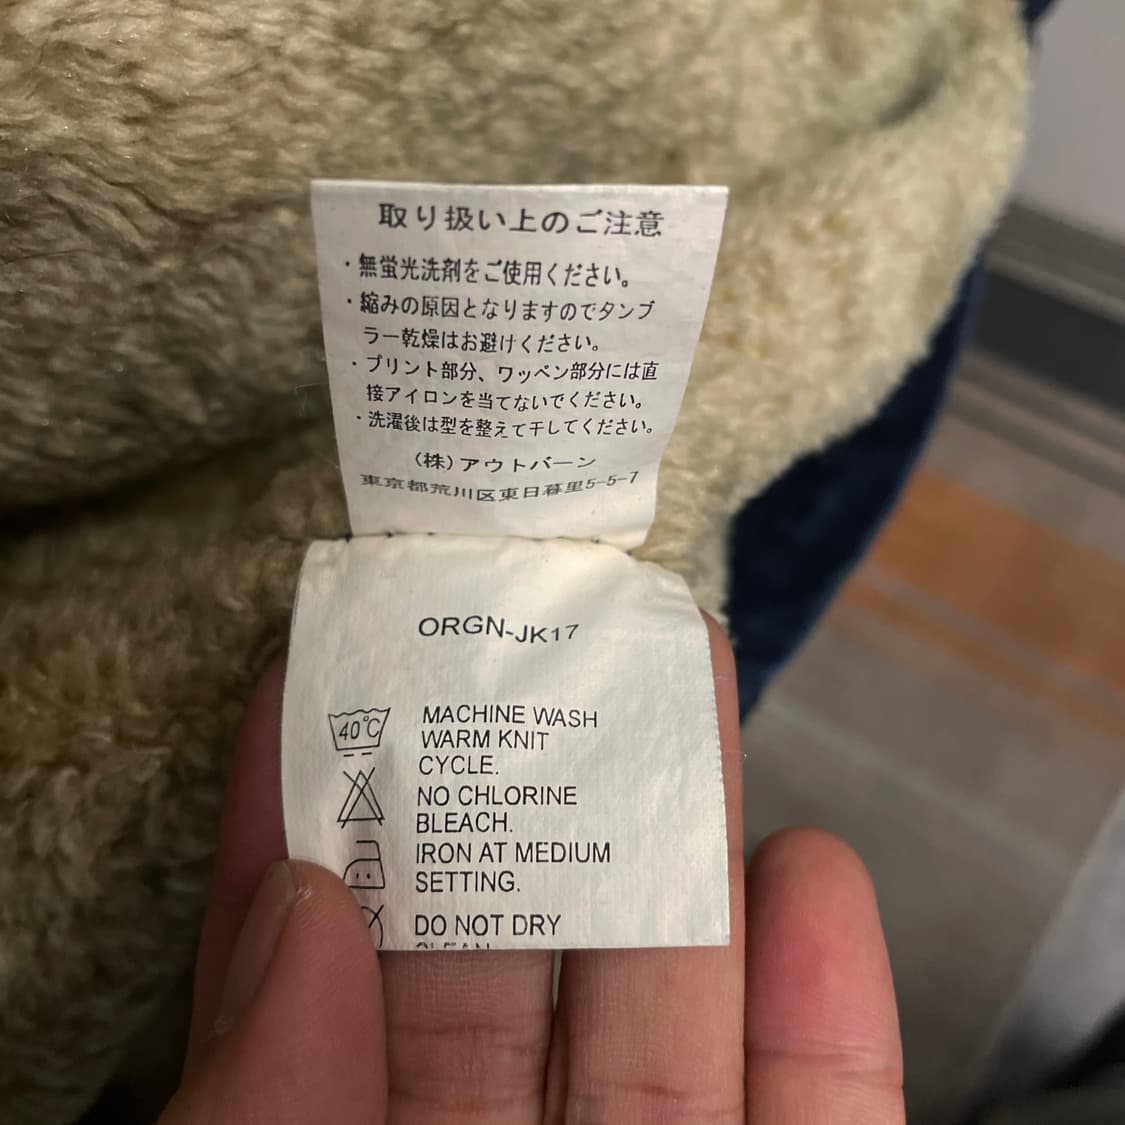 取り扱い上のご注意
・無蛍光洗剤をご使用ください。
・縮みの原因となりますのでタンブ
ラー乾燥はお避けください。
・プリント部分、ワッペン部分には直
接アイロンを当てないでください。
・洗濯後は型を整えて干してください。
(株)アウトバーン
東京都荒川区東日暮里5-5-7
ORGN-JK17
40℃
MACHINE WASH
WARM KNIT
CYCLE.
NO CHLORINE
BLEACH.
IRON AT MEDIUM
SETTING.
DO NOT DRY